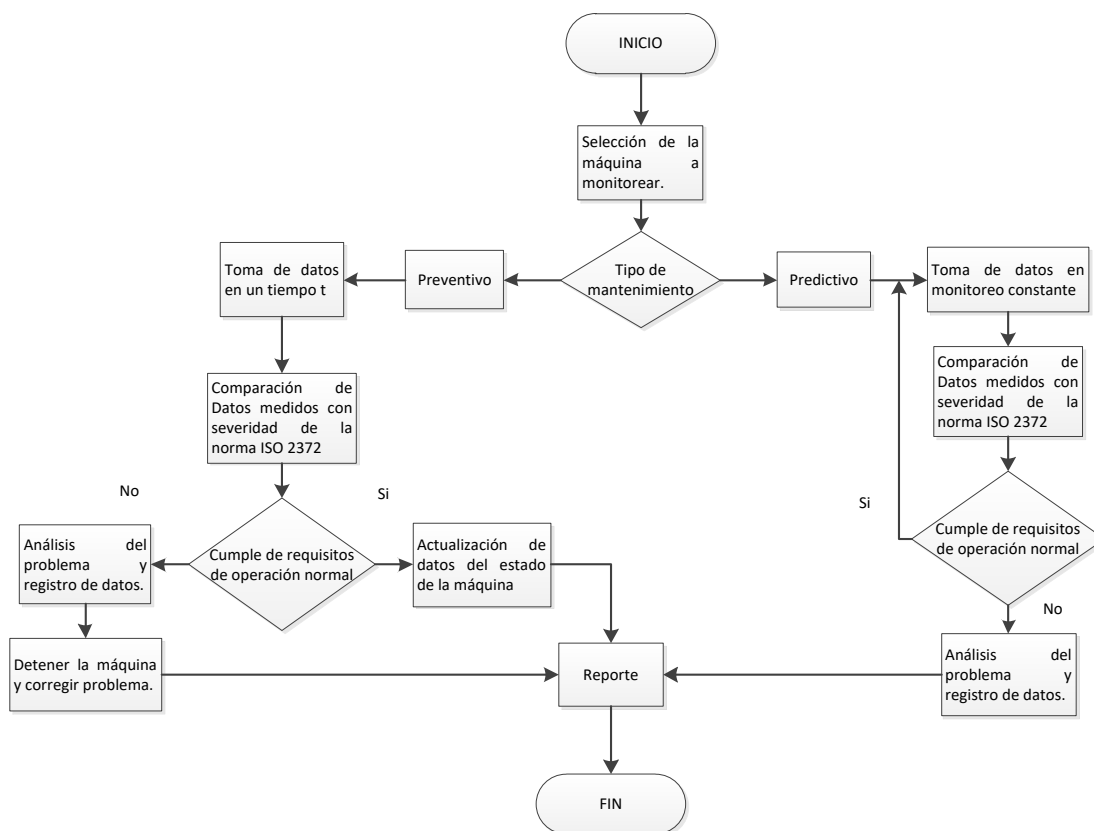 INICIO
Selección de la
máquina a
monitorear.
Tipo de
mantenimiento
Preventivo
Toma de datos
en un tiempo t
Predictivo
Toma de datos en
monitoreo constante
Comparación de
Datos medidos con
severidad de la
norma ISO 2372
Comparación de
Datos medidos con
severidad de la
norma ISO 2372
No
Si
Cumple de requisitos
de operación normal
Análisis del
problema y
registro de datos.
Actualización de
datos del estado
de la máquina
Si
Cumple de requisitos
de operación normal
No
Detener la máquina
y corregir problema.
Reporte
Análisis del
problema y
registro de datos.
FIN